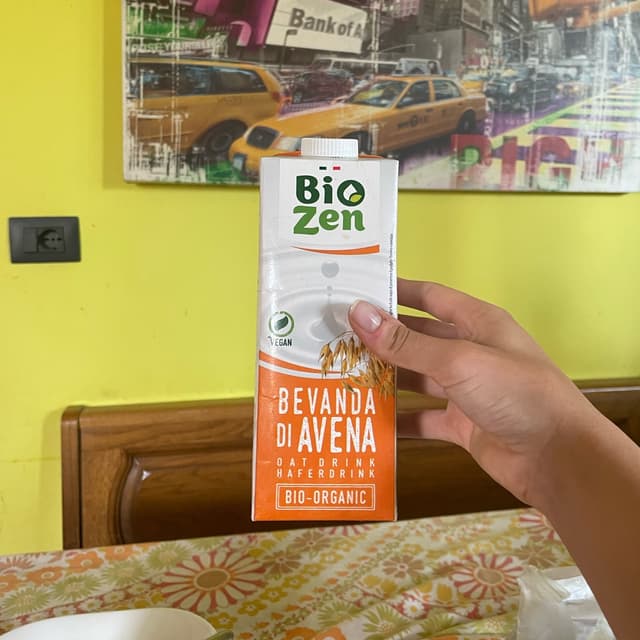 Bank of A
BiO
Zen
VEGAN
BEVANDA
DI AVENA
OAT DRINK
HAFERDRINK
BIO-ORGANIC